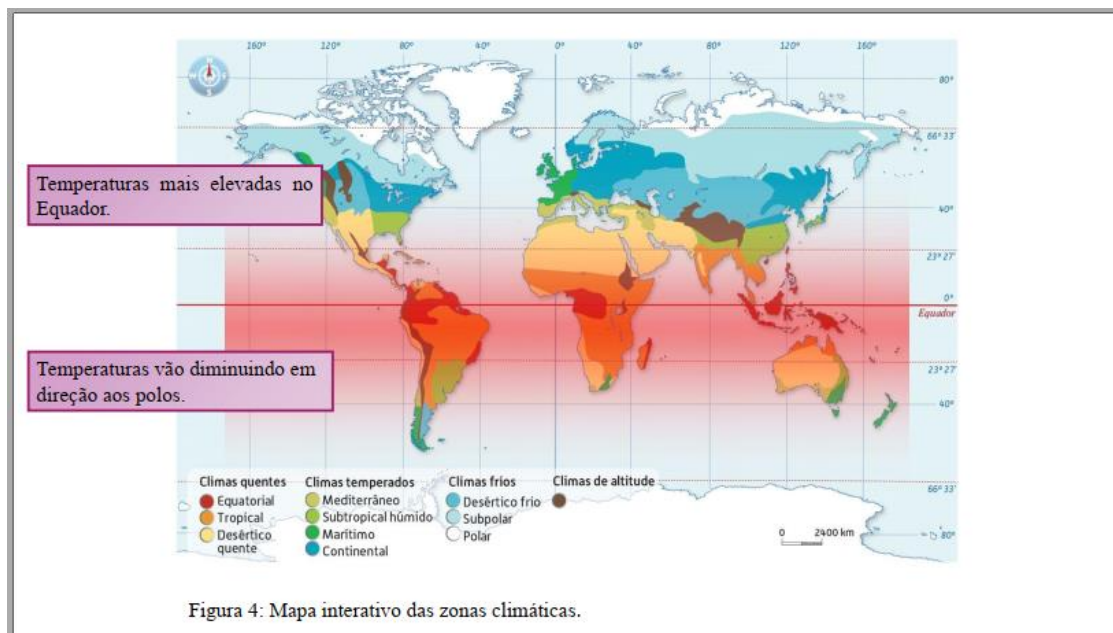 160° 120° 80° 40° 0° 40° 80° 120° 160°
N
80°
66° 33'
Temperaturas mais elevadas no
Equador.
40°
23° 27'
0°
Equador
Temperaturas vão diminuindo em
direção aos polos.
23° 27'
40°
Climas quentes
Equatorial
Tropical
Desértico
quente
Climas temperados
Mediterrâneo
Subtropical húmido
Marítimo
Continental
Climas frios
Desértico frio
Subpolar
Polar
Climas de altitude
66° 33'
0 2400 km
80°
Figura 4: Mapa interativo das zonas climáticas.